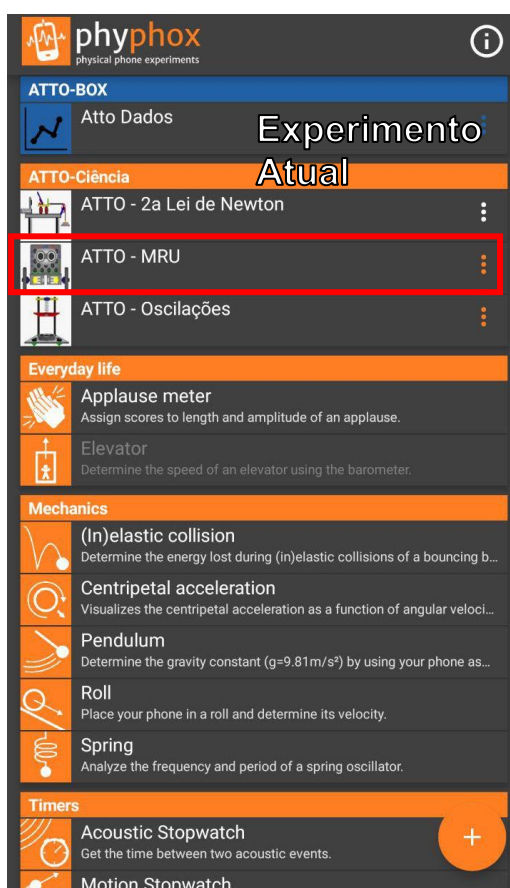 phyphox
physical phone experiments
ATTO-BOX
Atto Dados
Experimento
Atual
ATTO-Ciência
ATTO - 2a Lei de Newton
ATTO - MRU
ATTO - Oscilações
Everyday life
Applause meter
Assign scores to length and amplitude of an applause.
Elevator
Determine the speed of an elevator using the barometer.
Mechanics
(In)elastic collision
Determine the energy lost during (in)elastic collisions of a bouncing b...
Centripetal acceleration
Visualizes the centripetal acceleration as a function of angular veloci...
Pendulum
Determine the gravity constant (g=9.81m/s²) by using your phone as...
Roll
Place your phone in a roll and determine its velocity.
Spring
Analyze the frequency and period of a spring oscillator.
Timers
Acoustic Stopwatch
Get the time between two acoustic events.
Motion Stopwatch